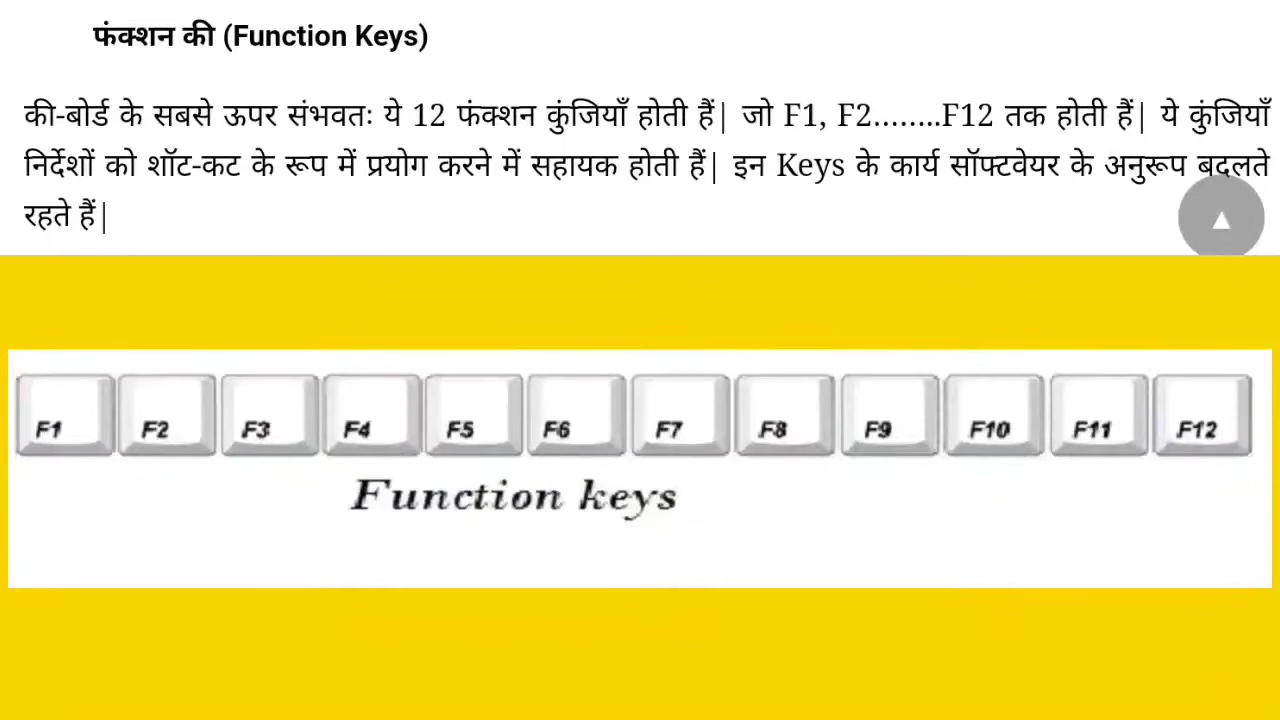 फंक्शन की (Function Keys)
की-बोर्ड के सबसे ऊपर संभवतः ये 12 फंक्शन कुंजियाँ होती हैं| जो F1, F2........F12 तक होती हैं| ये कुंजियाँ
निर्देशों को शॉट-कट के रूप में प्रयोग करने में सहायक होती हैं| इन Keys के कार्य सॉफ्टवेयर के अनुरूप बदलते
रहते हैं|
F1 F2 F3 F4 F5 F6 F7 F8 F9 F10 F11 F12
Function keys